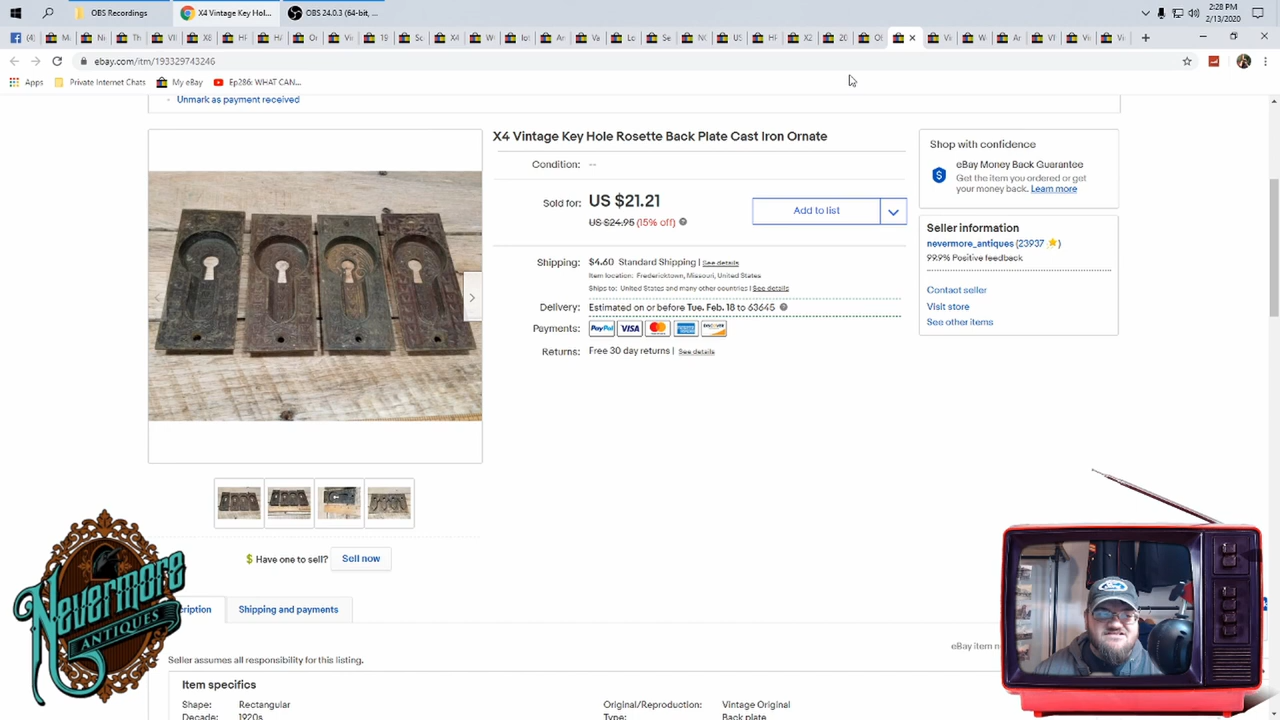 OBS Recordings
X4 Vintage Key Hol...
OBS 24.0.3 (64-bit, ...
2:28 PM
2/13/2020
ebay.com/itm/193329743246
Apps
Private Internet Chats
My eBay
Ep286: WHAT CAN...
Unmark as payment received
X4 Vintage Key Hole Rosette Back Plate Cast Iron Ornate
Condition: --
Sold for: US $21.21
US $24.95 (15% off)
Add to list
Shipping: $4.60 Standard Shipping | See details
Item location: Fredericktown, Missouri, United States
Ships to: United States and many other countries | See details
Delivery: Estimated on or before Tue. Feb. 18 to 63645
Payments: PayPal VISA
Returns: Free 30 day returns | See details
Shop with confidence
eBay Money Back Guarantee
Get the item you ordered or get
your money back. Learn more
Seller information
nevermore_antiques (23937 )
99.9% Positive feedback
Contact seller
Visit store
See other items
$ Have one to sell? Sell now
ription
Shipping and payments
Seller assumes all responsibility for this listing.
eBay item n
Item specifics
Shape: Rectangular
Original/Reproduction: Vintage Original
Decade: 1920s
Type: Back plate
Nevermore
ANTIQUES